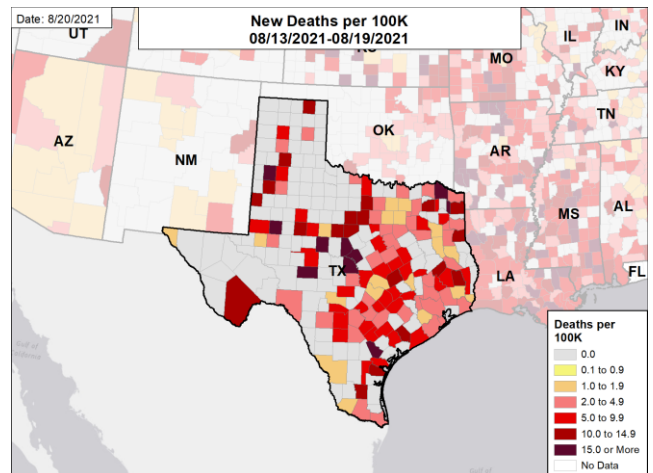 Date: 8/20/2021
New Deaths per 100K
08/13/2021-08/19/2021
UT
IL
IN
MO
KY
TN
AZ
NM
OK
AR
MS
AL
TX
LA
FL
Gulf of
California
Deaths per
100K
0.0
0.1 to 0.9
1.0 to 1.9
2.0 to 4.9
5.0 to 9.9
10.0 to 14.9
15.0 or More
No Data